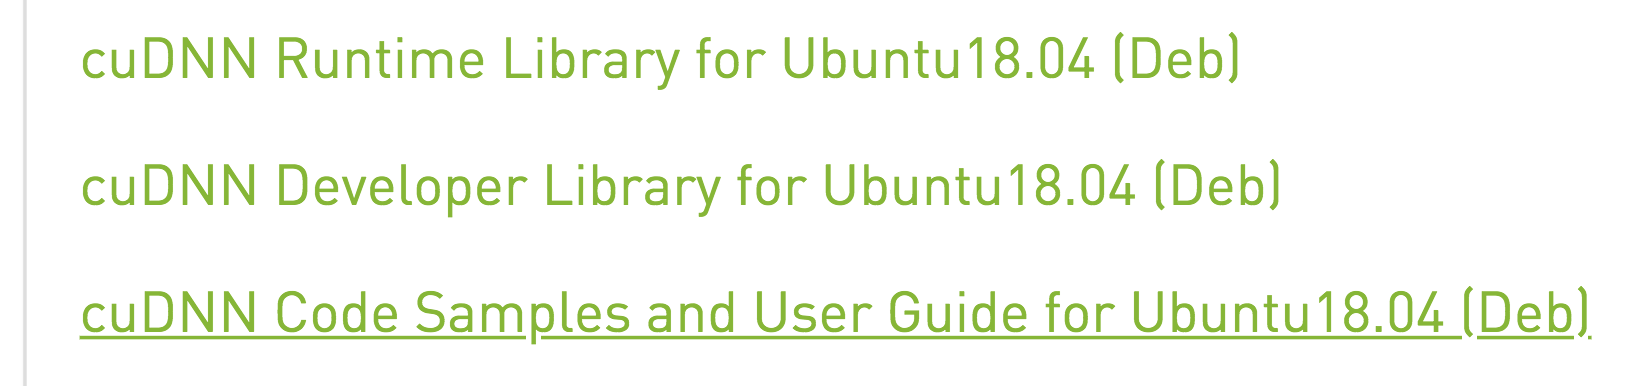 cuDNN Runtime Library for Ubuntu18.04 (Deb)
cuDNN Developer Library for Ubuntu18.04 (Deb)
cuDNN Code Samples and User Guide for Ubuntu18.04 (Deb)